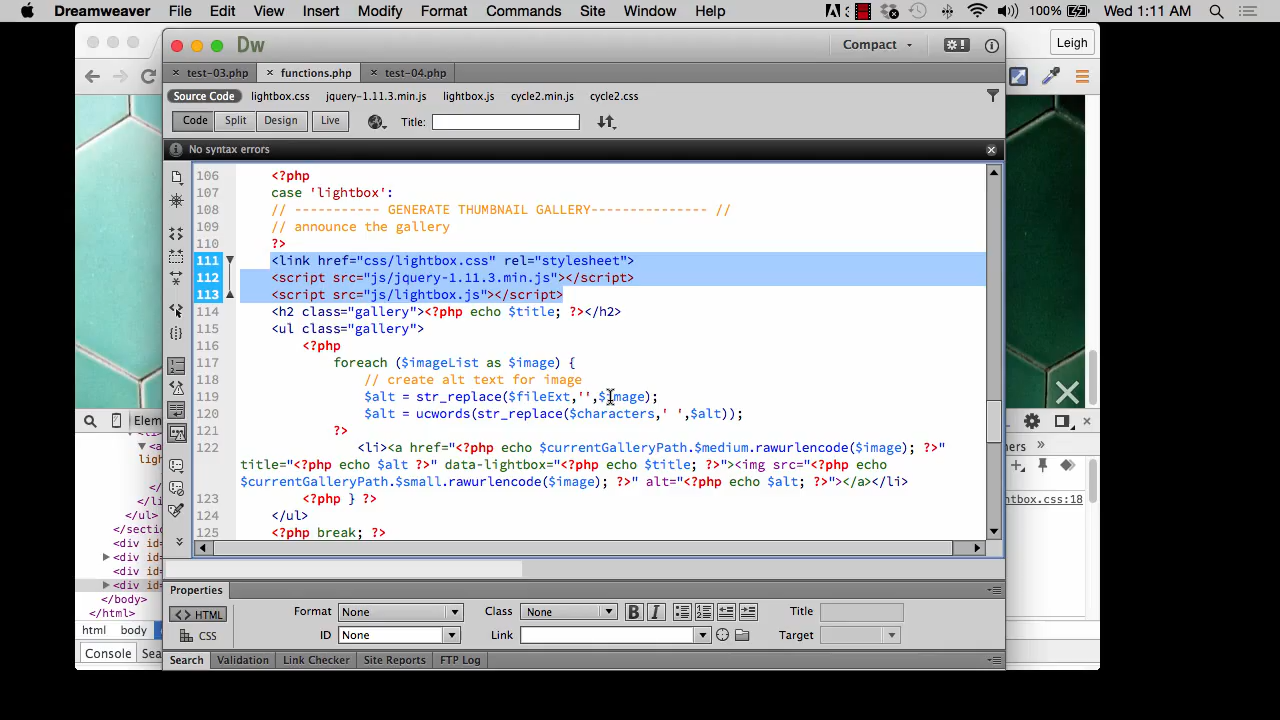 Dreamweaver File Edit View Insert Modify Format Commands Site Window Help 100% Wed 1:11 AM
Dw Compact Leigh
test-03.php functions.php test-04.php
Source Code lightbox.css jquery-1.11.3.min.js lightbox.js cycle2.min.js cycle2.css
Code Split Design Live Title:
No syntax errors
106 <?php
107 case 'lightbox':
108 // ----------- GENERATE THUMBNAIL GALLERY--------------- //
109 // announce the gallery
110 ?>
111 <link href="css/lightbox.css" rel="stylesheet">
112 <script src="js/jquery-1.11.3.min.js"></script>
113 <script src="js/lightbox.js"></script>
114 <h2 class="gallery"><?php echo $title; ?></h2>
115 <ul class="gallery">
116 <?php
117 foreach ($imageList as $image) {
118 // create alt text for image
119 $alt = str_replace($fileExt,'',$image);
120 $alt = ucwords(str_replace($characters,' ',$alt));
121 ?>
122 <li><a href="<?php echo $currentGalleryPath.$medium.rawurlencode($image); ?>"
title="<?php echo $alt ?>" data-lightbox="<?php echo $title; ?>"><img src="<?php echo
$currentGalleryPath.$small.rawurlencode($image); ?>" alt="<?php echo $alt; ?>"></a></li>
123 <?php } ?>
124 </ul>
125 <?php break; ?>
Elem
<a
ligh
</
</ul>
</section
<div id=
<div id=
<div id=
</body>
</html>
html body
Console Sea
ners »
htbox.css:18
Properties
<> HTML Format None Class None B I Title
CSS ID None Link Target
Search Validation Link Checker Site Reports FTP Log